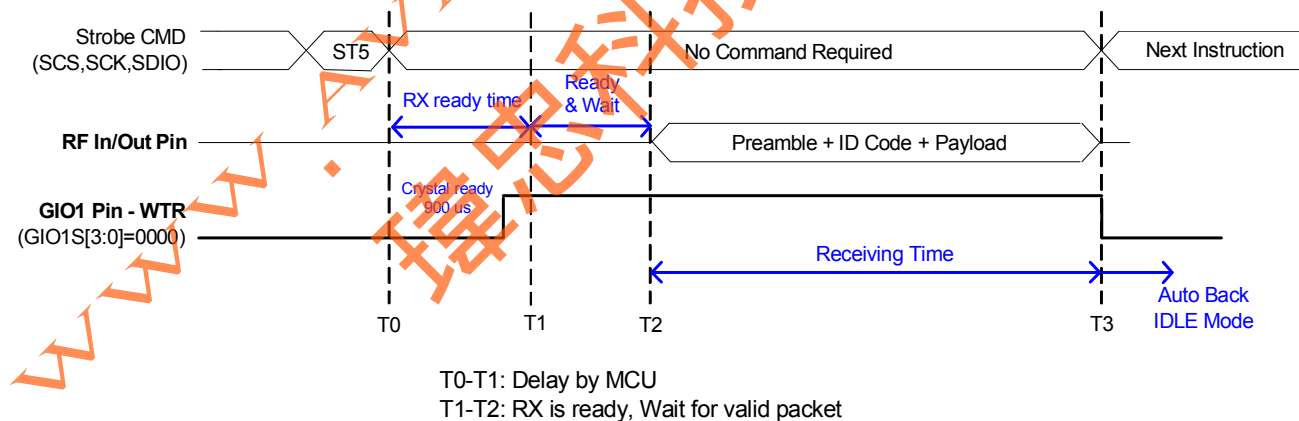 Strobe CMD
(SCS,SCK,SDIO)
ST5
No Command Required
Next Instruction
RX ready time
Ready
& Wait
RF In/Out Pin
Preamble + ID Code + Payload
Crystal ready
900 us
GIO1 Pin - WTR
(GIO1S[3:0]=0000)
Receiving Time
Auto Back
IDLE Mode
T0
T1
T2
T3
T0-T1: Delay by MCU
T1-T2: RX is ready, Wait for valid packet